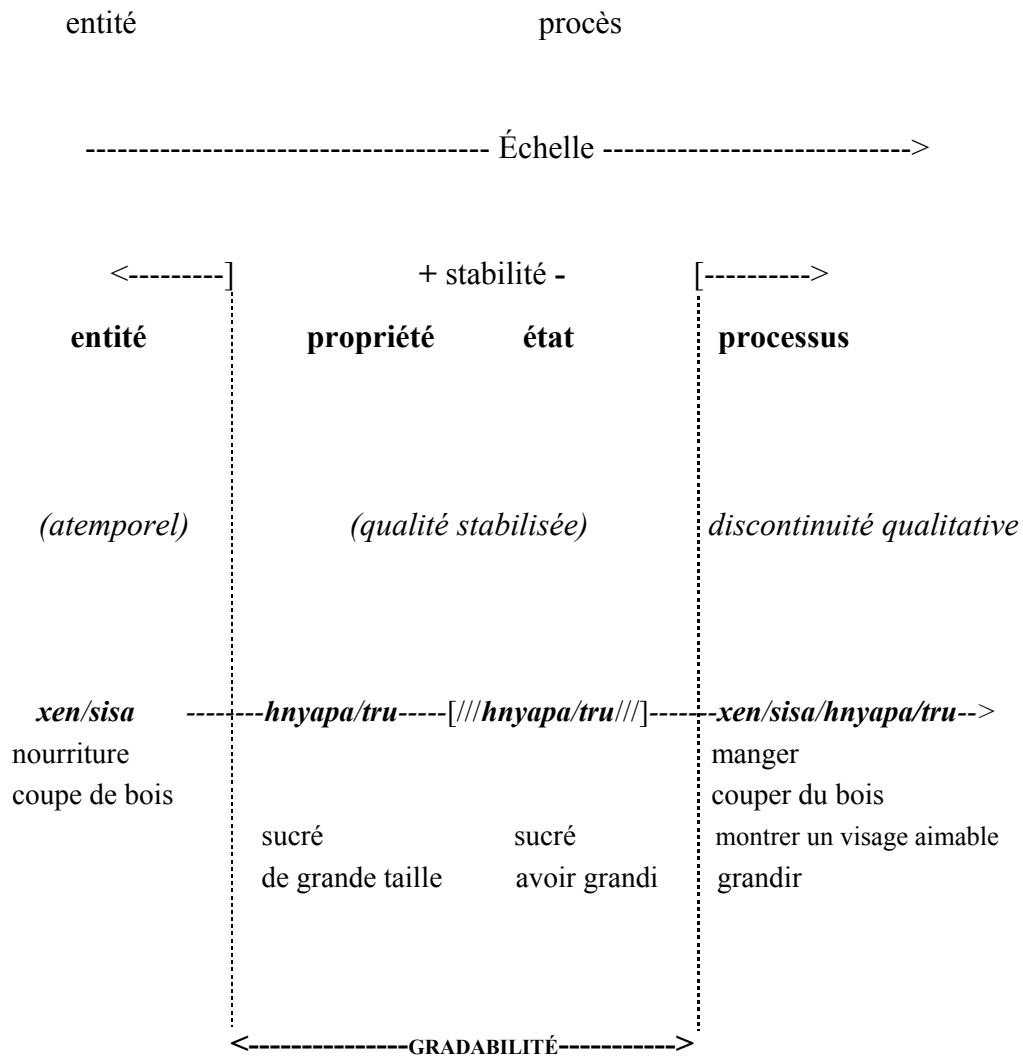 entité procès
------------------------------------- Échelle ----------------------------->
<---------] + stabilité - [---------->
entité propriété état processus
(atemporel) (qualité stabilisée) discontinuité qualitative
xen/sisa -------hnyapa/tru-----[///hnyapa/tru///]-------xen/sisa/hnyapa/tru-->
nourriture manger
coupe de bois couper du bois
sucré sucré montrer un visage aimable
de grande taille avoir grandi grandir
<---------------GRADABILITÉ----------->